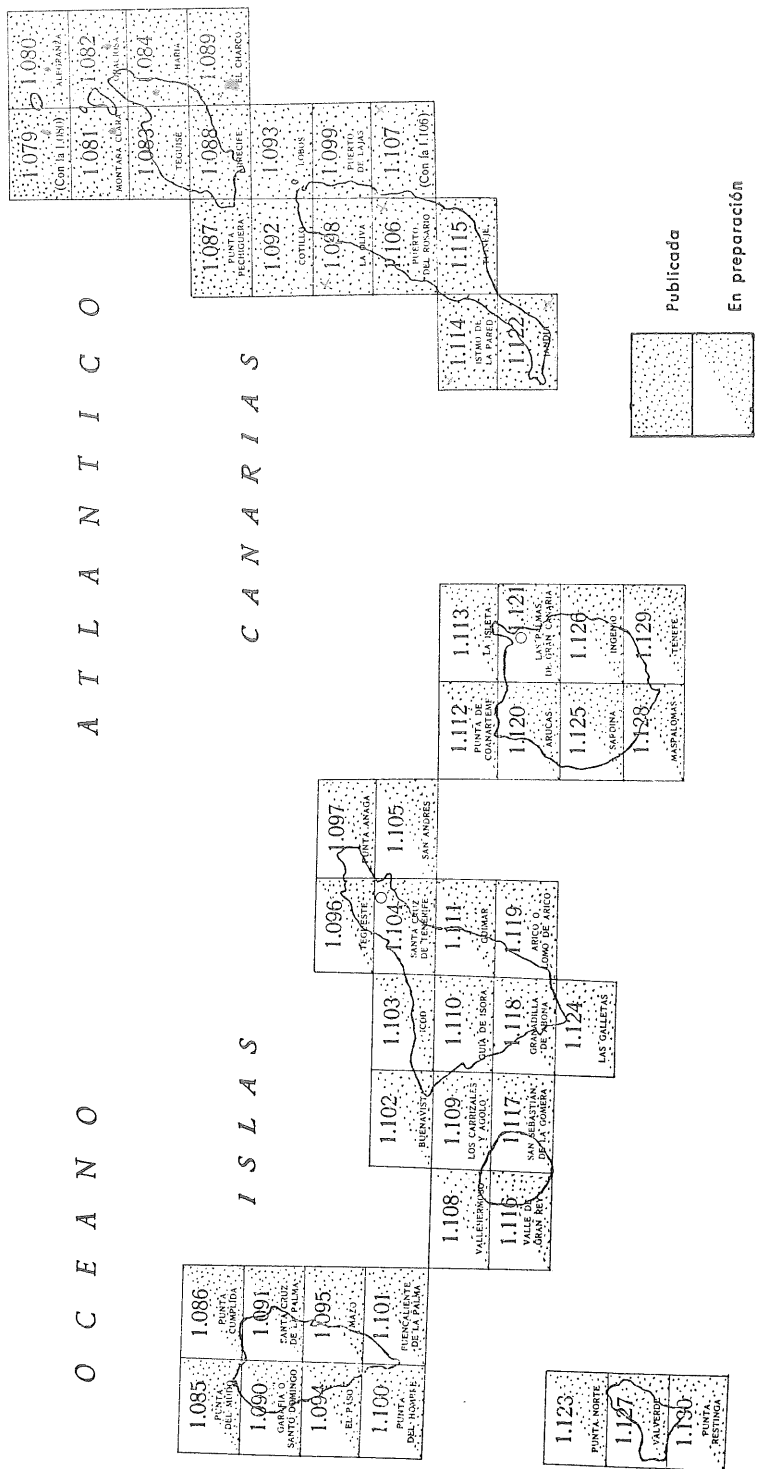 OCEANO ATLANTICO
ISLAS CANARIAS
1.079
(Con la 1.080)
1.080
ALEGRANZA
1.081
MONTAÑA CLARA
1.082
GRACIOSA
1.083
TEGUISE
1.084
HARIA
1.087
PUNTA
PECHIGUERA
1.088
ARRECIFE
1.089
EL CHARCO
1.092
COTILLO
1.093
LOBOS
1.098
LA OLIVA
1.099
PUERTO
DE LAJAS
1.106
PUERTO
DEL ROSARIO
1.107
(Con la 1.106)
1.114
ISTMO DE
LA PARED
1.115
1.122
JANDIA
1.085
PUNTA
DEL MUDO
1.086
PUNTA
CUMPLIDA
1.090
GARAFIA O
SANTO DOMINGO
1.091
SANTA CRUZ
DE LA PALMA
1.094
EL PASO
1.095
MAZO
1.100
PUNTA
DEL HOMBRE
1.101
FUENCALIENTE
DE LA PALMA
1.096
TEGUESTE
1.097
PUNTA ANAGA
1.102
BUENAVISTA
1.103
ICOD
1.104
SANTA CRUZ
DE TENERIFE
1.105
SAN ANDRES
1.108
VALLEHERMOSO
1.109
LOS CARRIZALES
Y AGOLO
1.110
GUIA DE ISORA
1.111
GUIMAR
1.116
VALLE DE
GRAN REY
1.117
SAN SEBASTIAN
DE LA GOMERA
1.118
GRANADILLA
DE ABONA
1.119
ARICO O
LOMO DE ARICO
1.124
LAS GALLETAS
1.112
PUNTA DE
GOANARTEME
1.113
LA ISLETA
1.120
ARUCAS
1.121
LAS PALMAS
DE GRAN CANARIA
1.125
SARDINA
1.126
INGENIO
1.128
MASPALOMAS
1.129
TENEFE
1.123
PUNTA NORTE
1.127
VALVERDE
1.130
PUNTA
RESTINGA
Publicada
En preparación